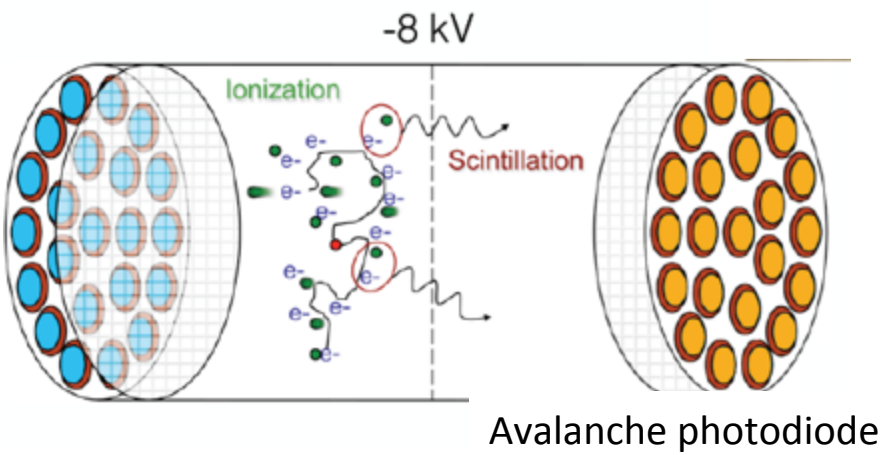 -8 kV
Ionization
Scintillation
e-
e-
e-
e-
e-
e-
e-
e-
e-
e-
e-
e-
e-
Avalanche photodiode